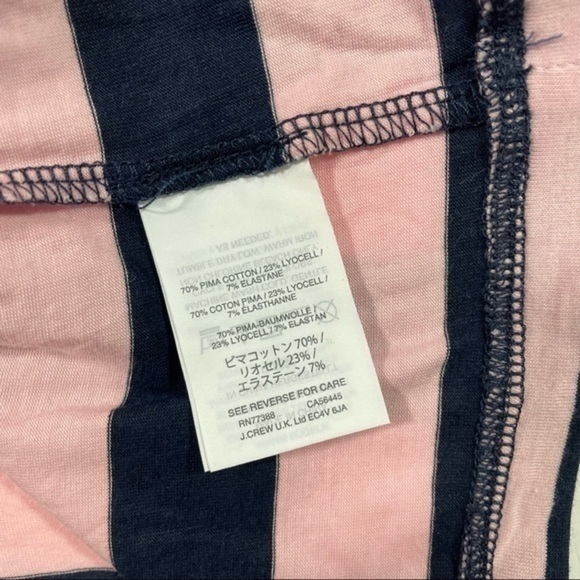 70% PIMA COTTON / 23% LYOCELL /
7% ELASTANE
70% COTON PIMA / 23% LYOCELL /
7% ELASTHANNE
70% PIMA-BAUMWOLLE /
23% LYOCELL / 7% ELASTAN
ピマコットン 70% /
リオセル 23% /
エラステーン 7%
SEE REVERSE FOR CARE
RN77388 CA56445
J.CREW U.K. Ltd EC4V 6JA